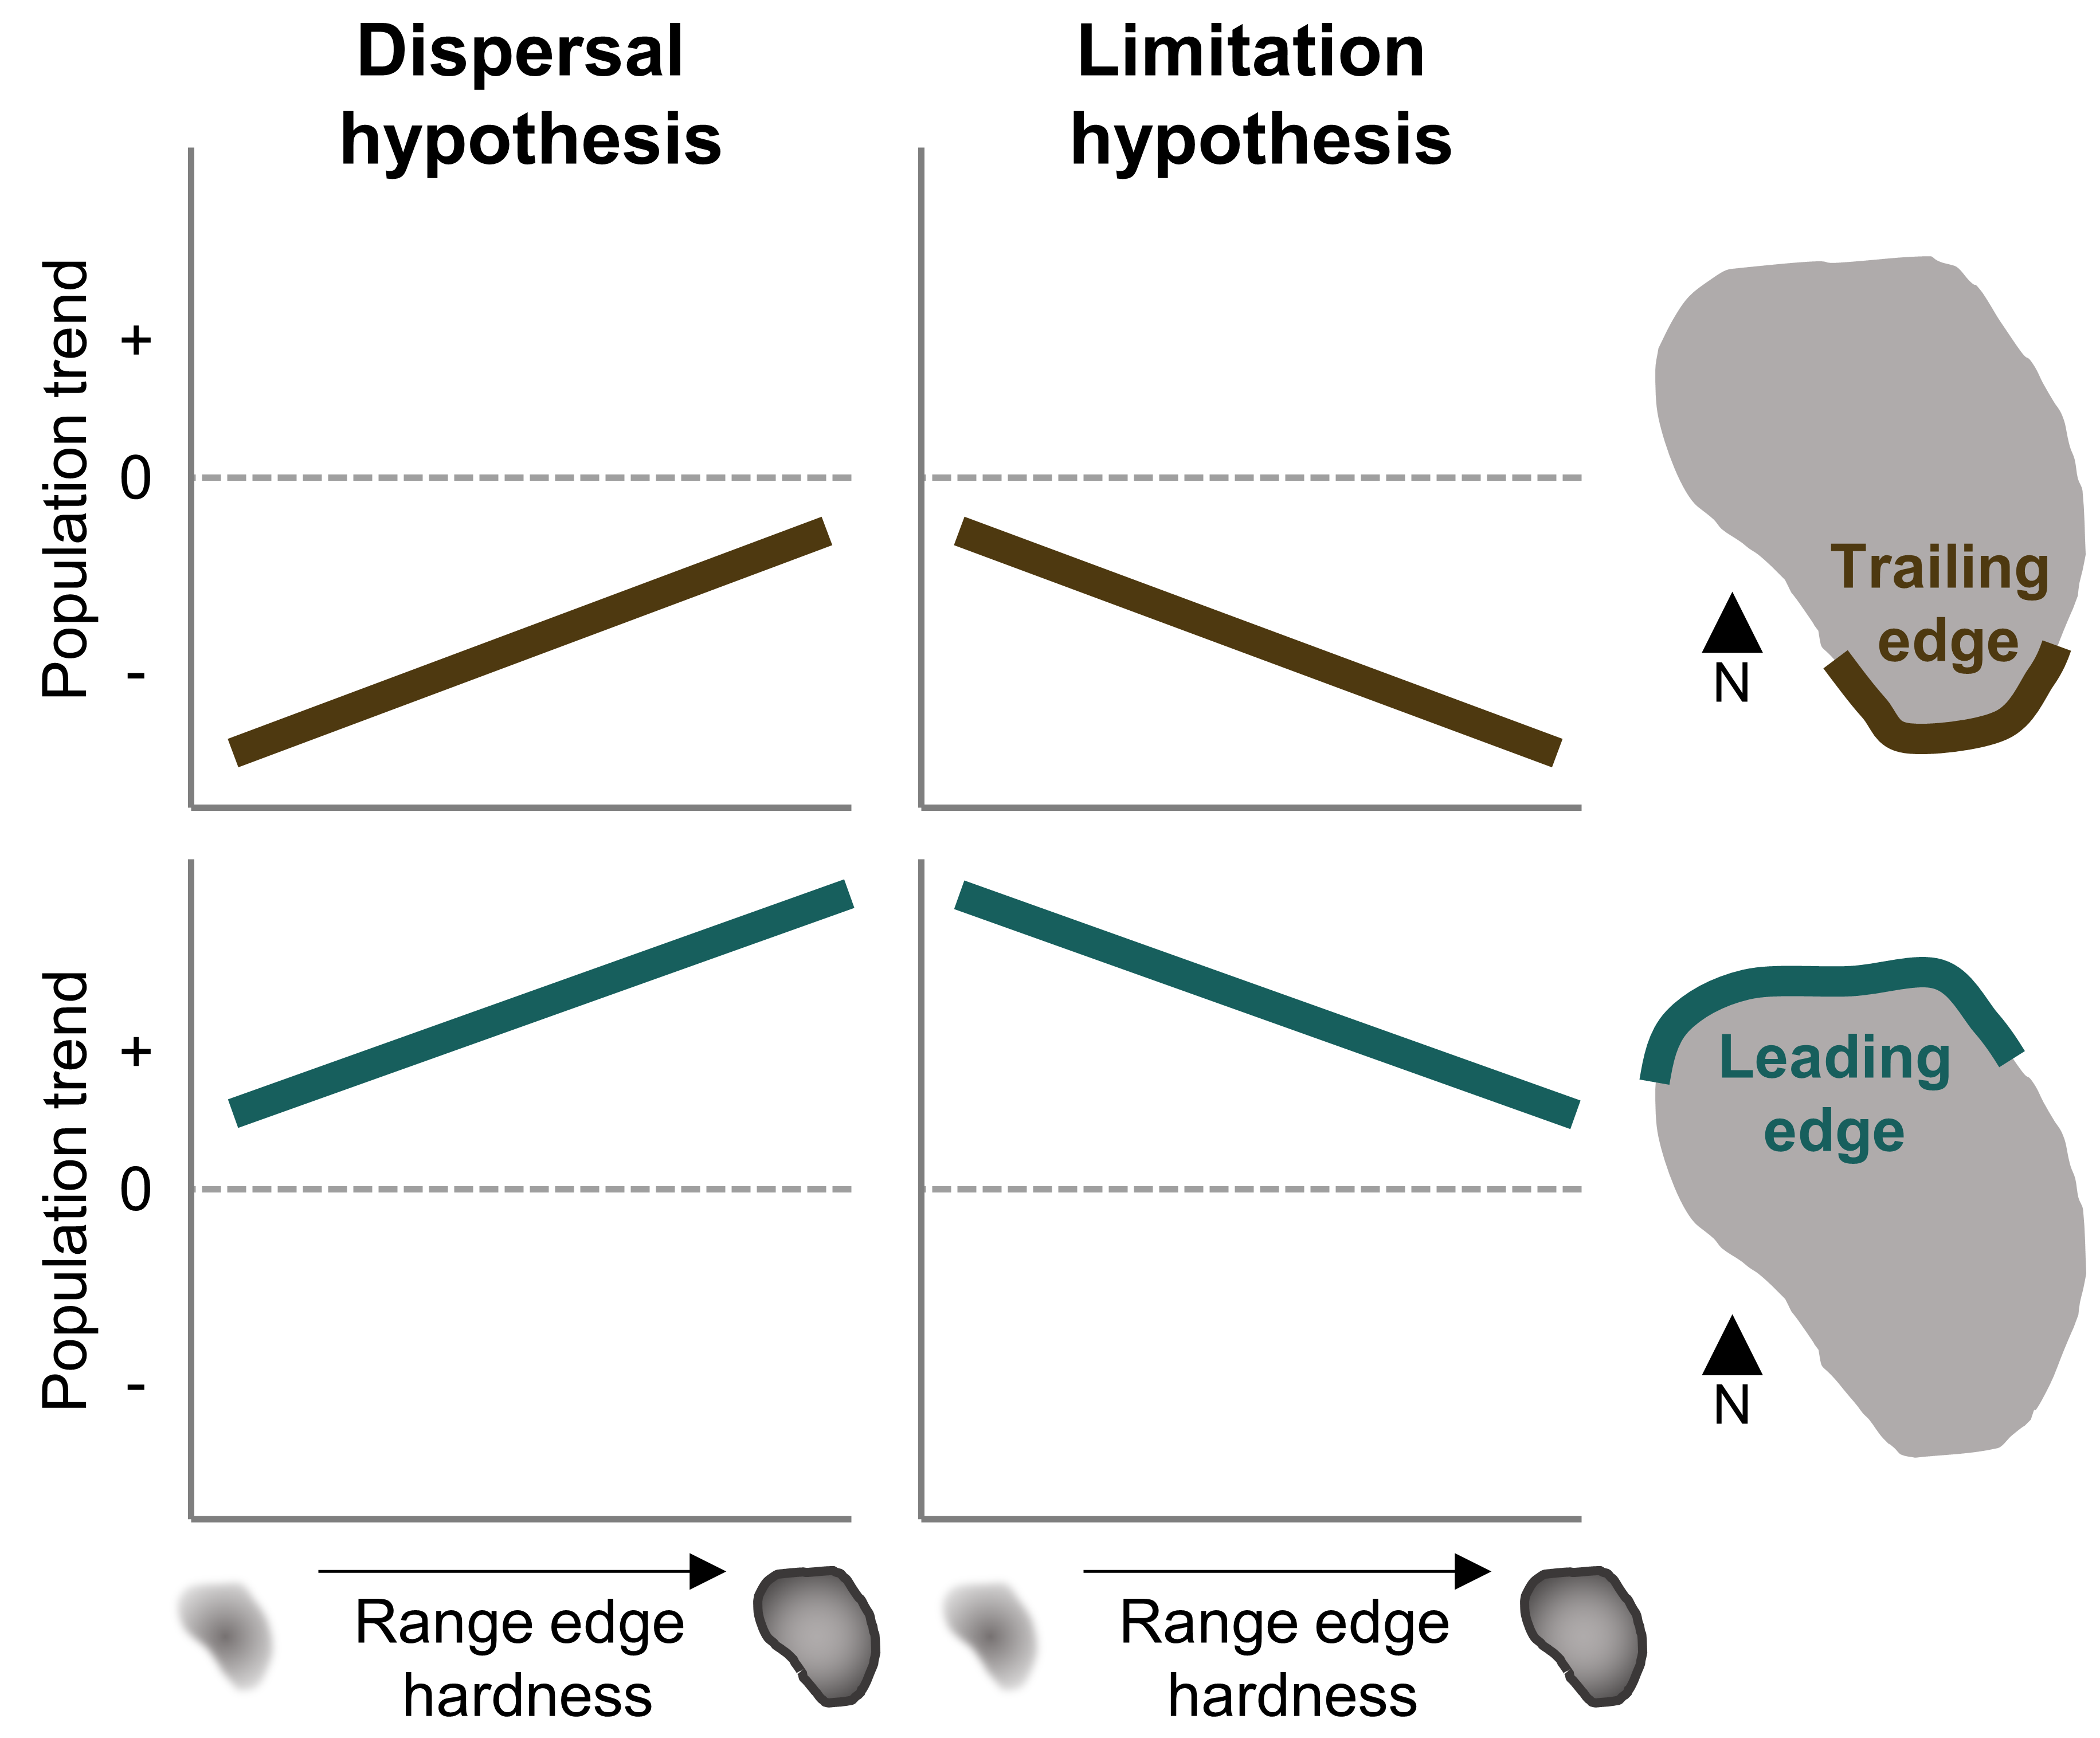 Dispersal
hypothesis
Limitation
hypothesis
Population trend
+
0
-
Trailing
edge
N
Population trend
+
0
-
Leading
edge
N
Range edge
hardness
Range edge
hardness